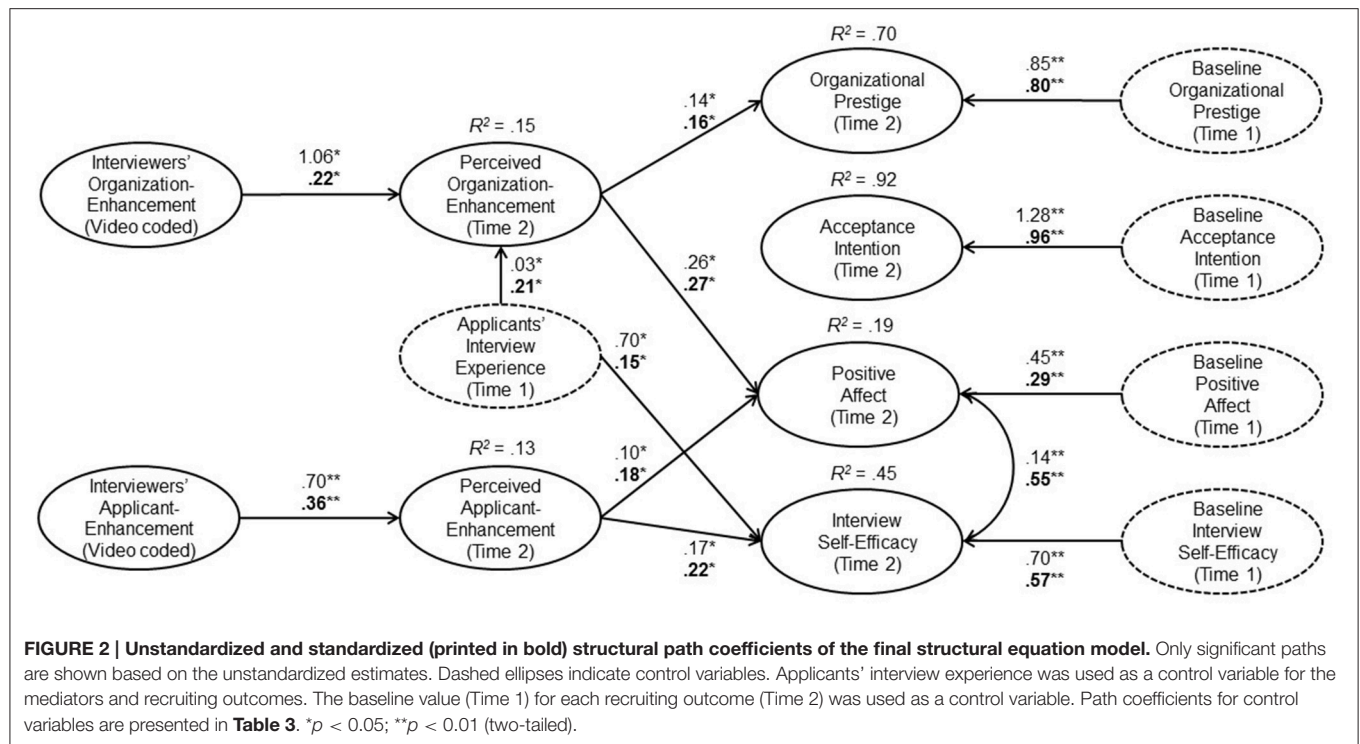 R² = .70
Organizational
Prestige
(Time 2)
.85**
.80**
Baseline
Organizational
Prestige
(Time 1)
.14*
.16*
R² = .15
Interviewers'
Organization-
Enhancement
(Video coded)
1.06*
.22*
Perceived
Organization-
Enhancement
(Time 2)
R² = .92
Acceptance
Intention
(Time 2)
1.28**
.96**
Baseline
Acceptance
Intention
(Time 1)
.03*
.21*
.26*
.27*
Applicants'
Interview
Experience
(Time 1)
.70*
.15*
R² = .19
Positive
Affect
(Time 2)
.45**
.29**
Baseline
Positive
Affect
(Time 1)
R² = .13
.10*
.18*
Interviewers'
Applicant-
Enhancement
(Video coded)
.70**
.36**
Perceived
Applicant-
Enhancement
(Time 2)
.17*
.22*
R² = .45
Interview
Self-Efficacy
(Time 2)
.14**
.55**
.70**
.57**
Baseline
Interview
Self-Efficacy
(Time 1)
FIGURE 2 | Unstandardized and standardized (printed in bold) structural path coefficients of the final structural equation model. Only significant paths
are shown based on the unstandardized estimates. Dashed ellipses indicate control variables. Applicants' interview experience was used as a control variable for the
mediators and recruiting outcomes. The baseline value (Time 1) for each recruiting outcome (Time 2) was used as a control variable. Path coefficients for control
variables are presented in Table 3. *p < 0.05; **p < 0.01 (two-tailed).